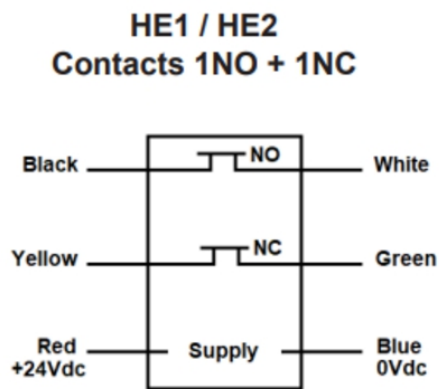 HE1 / HE2
Contacts 1NO + 1NC
Black NO White
Yellow NC Green
Red Supply Blue
+24Vdc 0Vdc